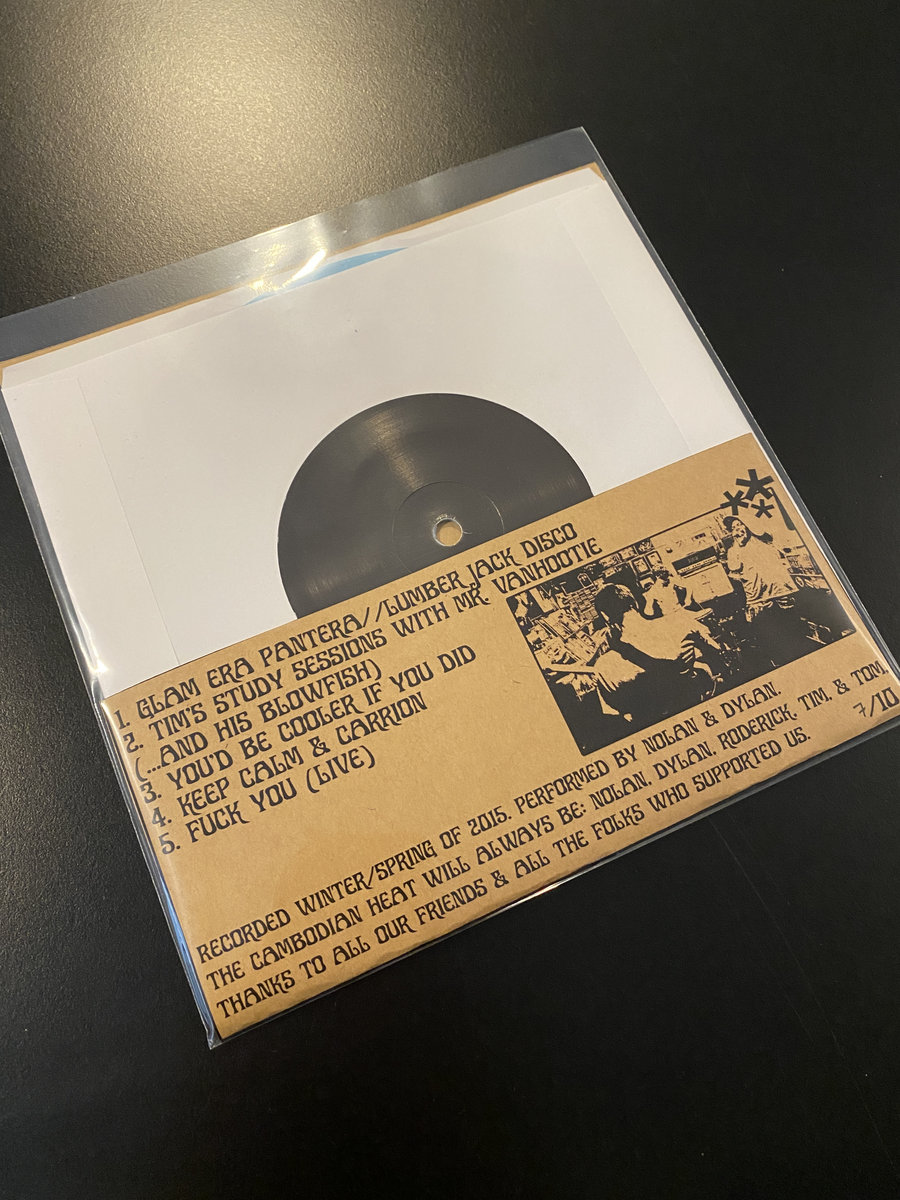 1. GLAM ERA PANTERA//LUMBER JACK DISCO
2. TIM'S STUDY SESSIONS WITH MR. VANHOOTIE
(...AND HIS BLOWFISH)
3. YOU'D BE COOLER IF YOU DID
4. KEEP CALM & CARRION
5. FUCK YOU (LIVE)
RECORDED WINTER/SPRING OF 2015. PERFORMED BY NOLAN & DYLAN.
THE CAMBODIAN HEAT WILL ALWAYS BE: NOLAN, DYLAN, RODERICK, TIM, & TOM
THANKS TO ALL OUR FRIENDS & ALL THE FOLKS WHO SUPPORTED US.
7/10